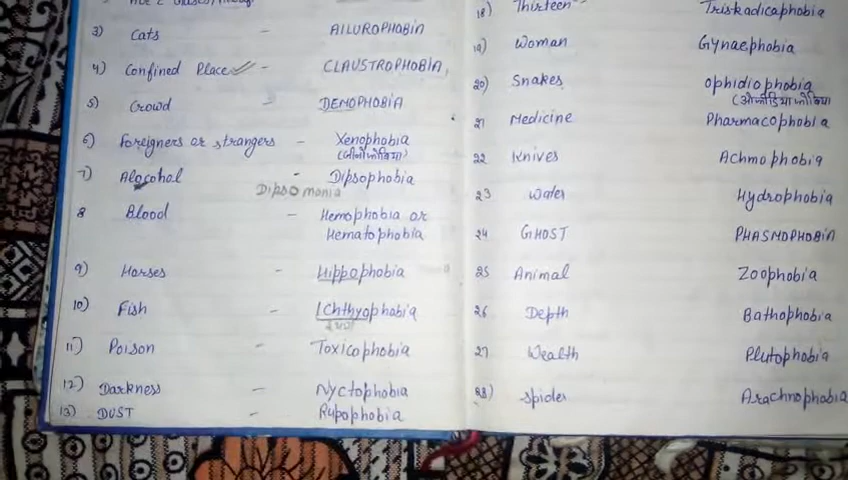 3) Cats - AILUROPHOBIA
4) Confined Place - CLAUSTROPHOBIA,
5) Crowd - DEMOPHOBIA
6) Foreigners or strangers - Xenophobia
(जीनोफोबिया)
7) Alocohol - Dipsophobia
Dipsomania
8 Blood - Hemophobia or
Hematophobia
9) Horses - Hippophobia
10) Fish - Ichthyophobia
11) Poison - Toxicophobia
12) Darkness - Nyctophobia
13) DUST - Rupophobia
18) Thirteen Triskadicaphobia
19) Woman Gynaephobia
20) Snakes Ophidiophobia
21 Medicine Pharmacophobia
22 Knives Achmophobia
23 Water Hydrophobia
24 GHOST PHASMOPHOBIA
25 Animal Zoophobia
26 Depth Bathophobia
27 Wealth Plutophobia
28) Spider Arachnophobia